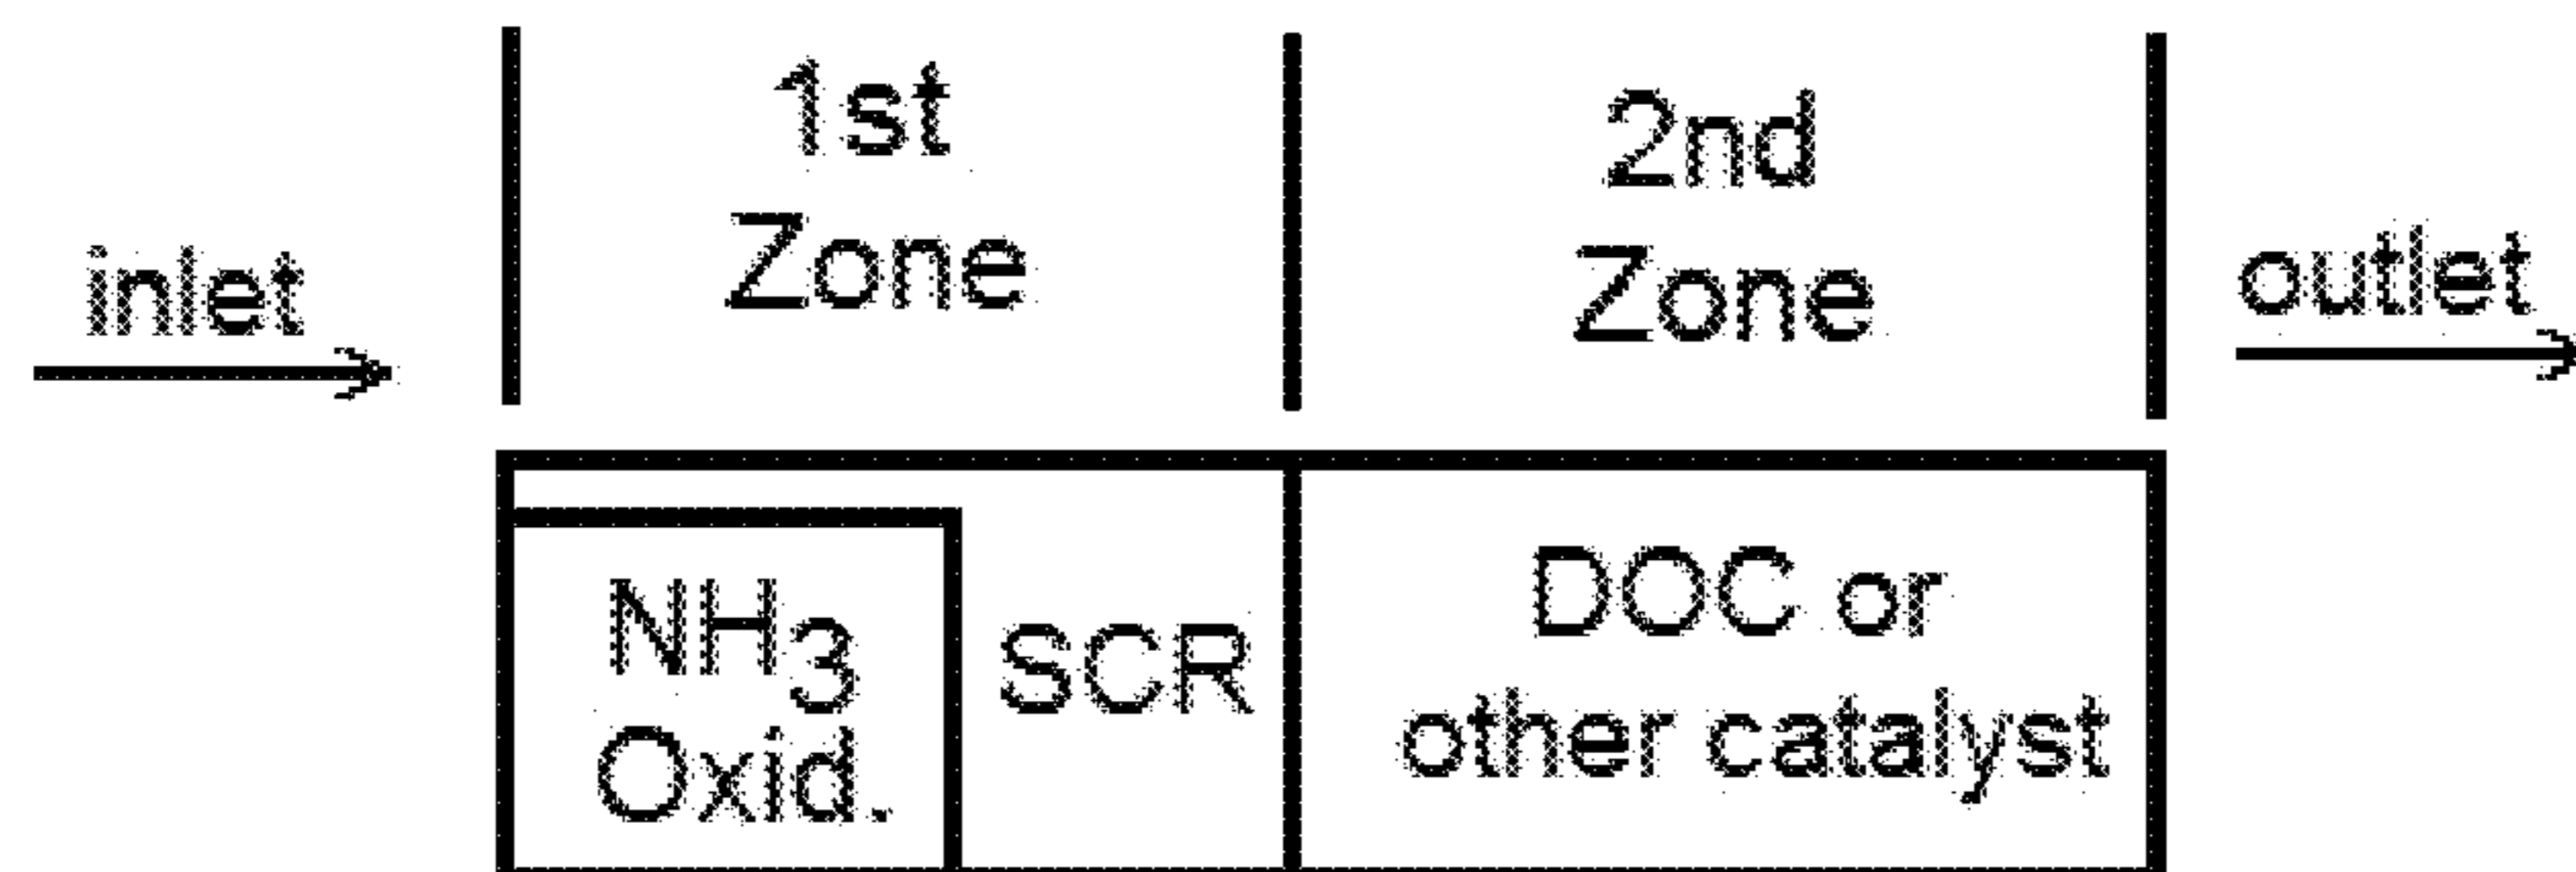 inlet
1st
Zone
2nd
Zone
outlet
NH3
Oxid.
SCR
DOC or
other catalyst